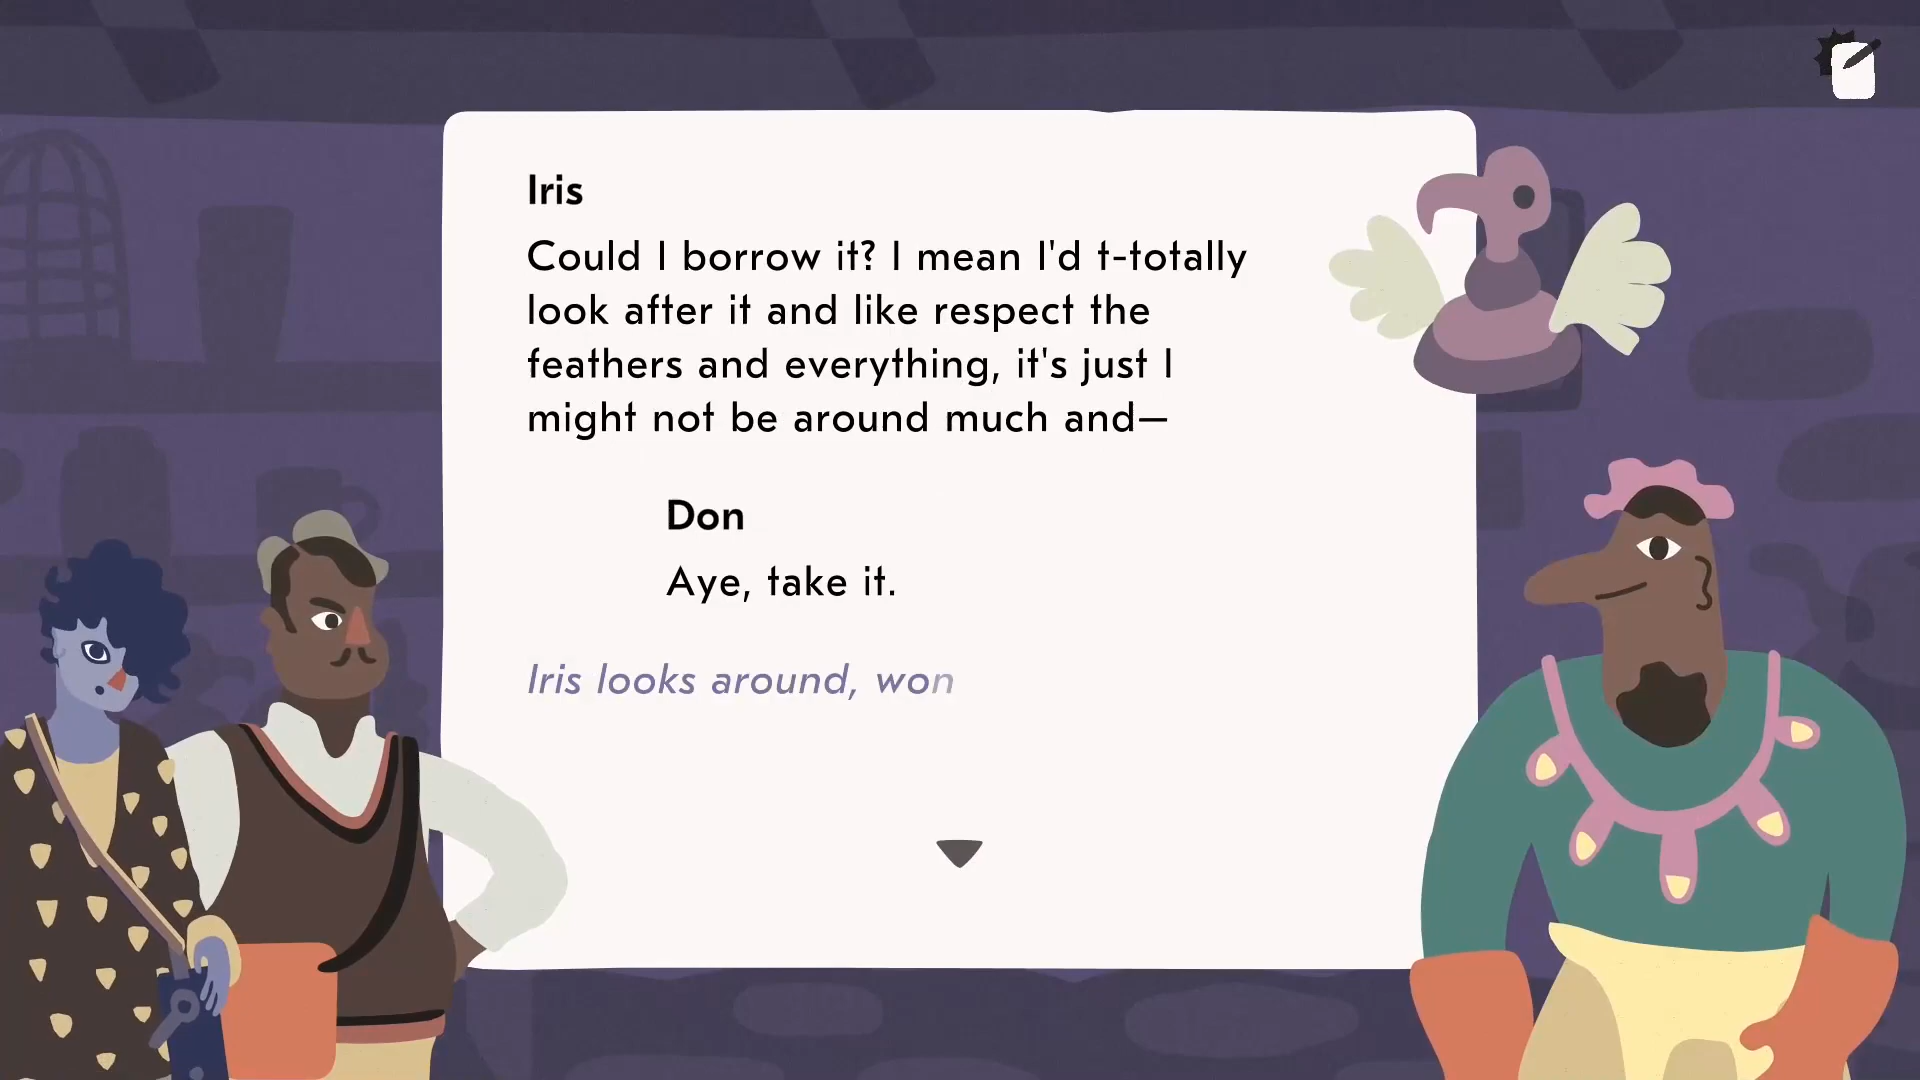 Iris
Could I borrow it? I mean I'd t-totally
look after it and like respect the
feathers and everything, it's just I
might not be around much and—
Don
Aye, take it.
Iris looks around, won